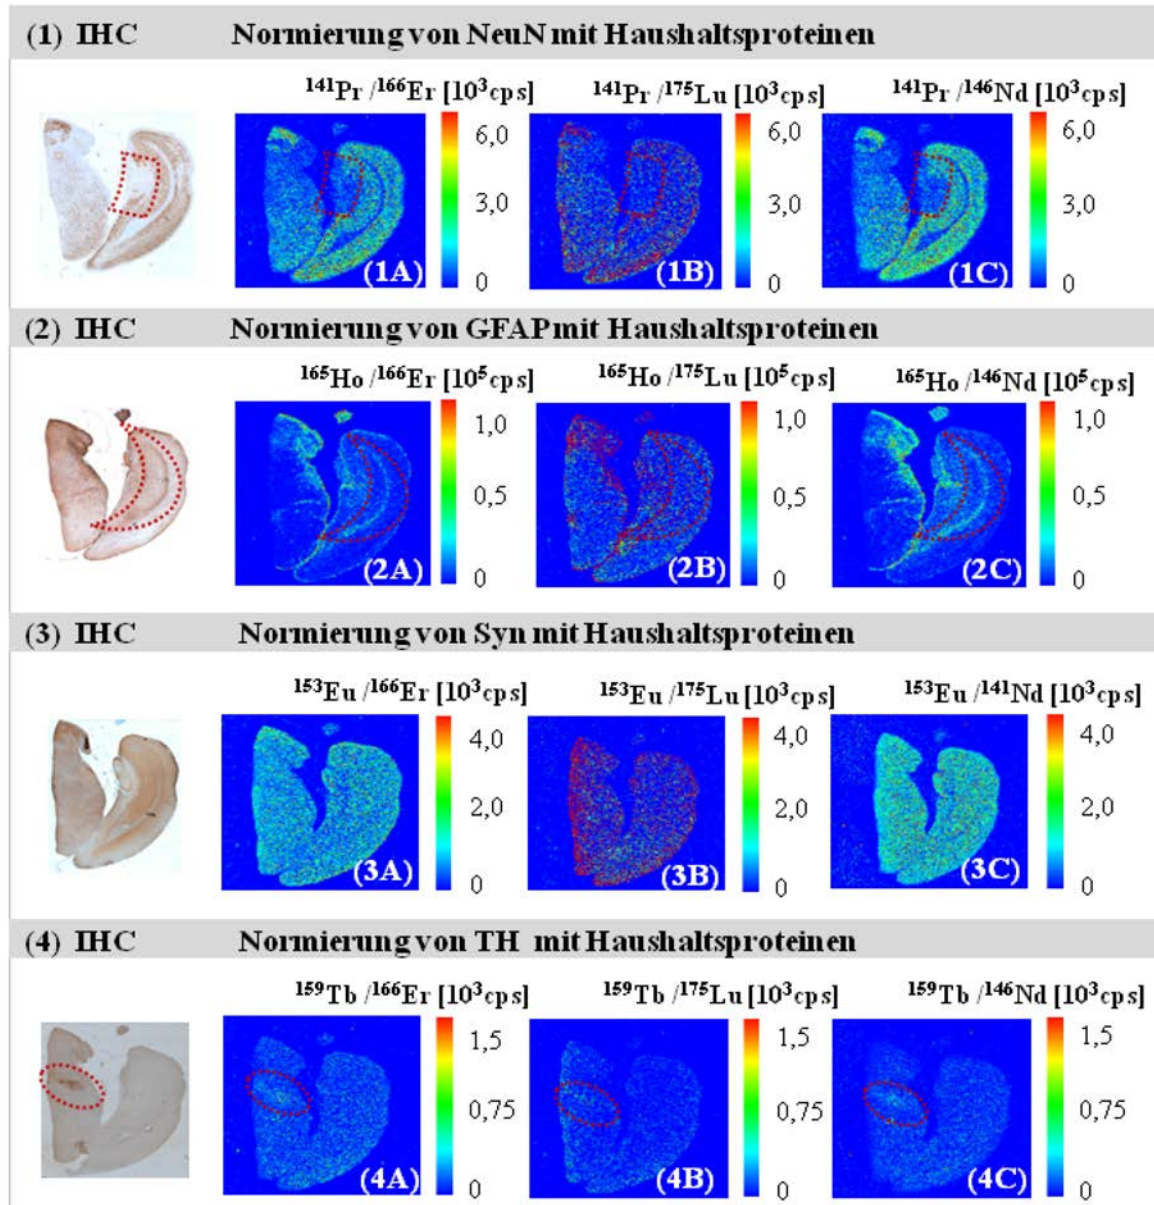 (1) IHC Normierung von NeuN mit Haushaltsproteinen
¹⁴¹Pr /¹⁶⁶Er [10³cps] ¹⁴¹Pr /¹⁷⁵Lu [10³cps] ¹⁴¹Pr /¹⁴⁶Nd [10³cps]
6,0 6,0 6,0
3,0 3,0 3,0
(1A) (1B) (1C)
0 0 0
(2) IHC Normierung von GFAP mit Haushaltsproteinen
¹⁶⁵Ho /¹⁶⁶Er [10⁵cps] ¹⁶⁵Ho /¹⁷⁵Lu [10⁵cps] ¹⁶⁵Ho /¹⁴⁶Nd [10⁵cps]
1,0 1,0 1,0
0,5 0,5 0,5
(2A) (2B) (2C)
0 0 0
(3) IHC Normierung von Syn mit Haushaltsproteinen
¹⁵³Eu /¹⁶⁶Er [10³cps] ¹⁵³Eu /¹⁷⁵Lu [10³cps] ¹⁵³Eu /¹⁴¹Nd [10³cps]
4,0 4,0 4,0
2,0 2,0 2,0
(3A) (3B) (3C)
0 0 0
(4) IHC Normierung von TH mit Haushaltsproteinen
¹⁵⁹Tb /¹⁶⁶Er [10³cps] ¹⁵⁹Tb /¹⁷⁵Lu [10³cps] ¹⁵⁹Tb /¹⁴⁶Nd [10³cps]
1,5 1,5 1,5
0,75 0,75 0,75
(4A) (4B) (4C)
0 0 0